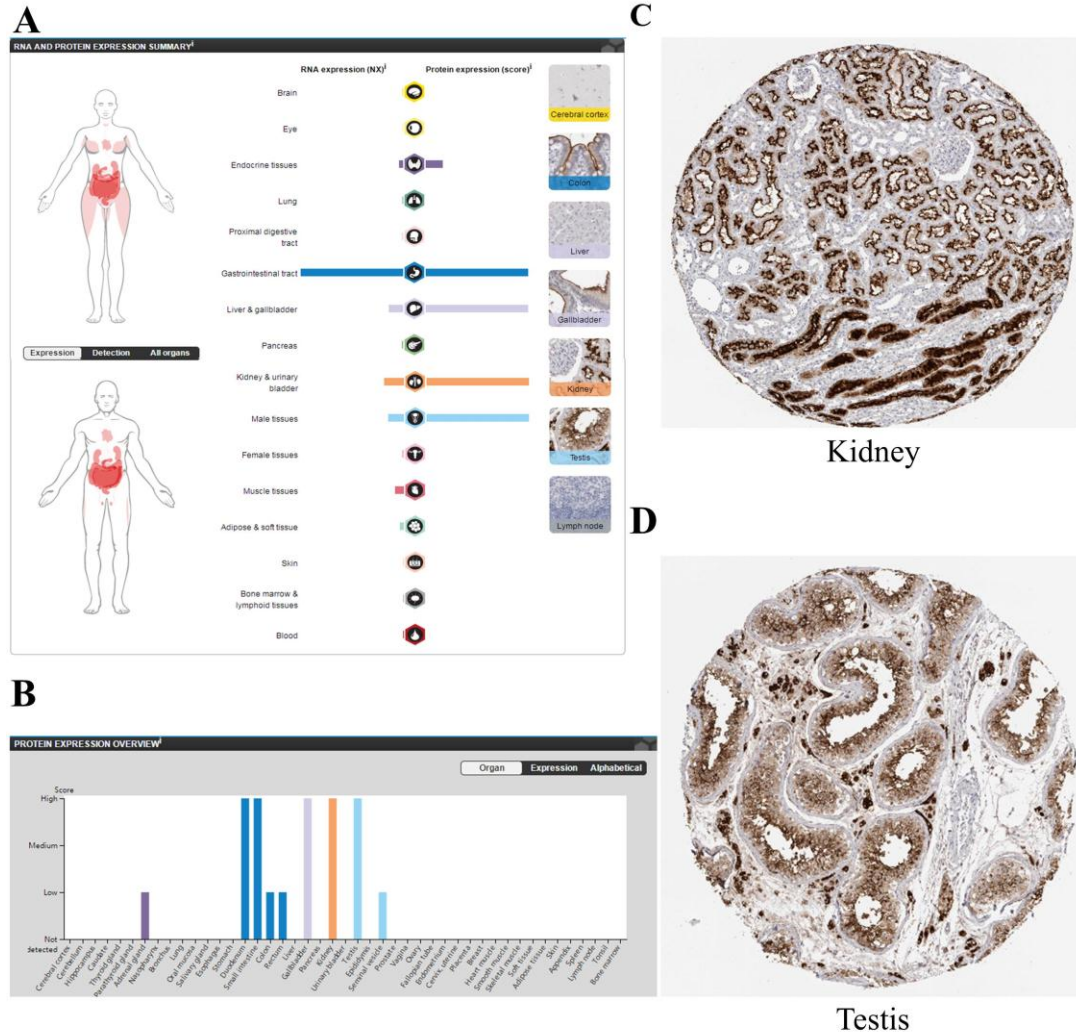 A
RNA AND PROTEIN EXPRESSION SUMMARYⁱ
RNA expression (NX)ⁱ
Protein expression (score)ⁱ
Brain
Eye
Endocrine tissues
Lung
Proximal digestive
tract
Gastrointestinal tract
Liver & gallbladder
Pancreas
Kidney & urinary
bladder
Male tissues
Female tissues
Muscle tissues
Adipose & soft tissue
Skin
Bone marrow &
lymphoid tissues
Blood
Expression Detection All organs
Cerebral cortex
Colon
Liver
Gallbladder
Kidney
Testis
Lymph node
B
PROTEIN EXPRESSION OVERVIEWⁱ
Organ Expression Alphabetical
Score
High
Medium
Low
Not
detected
Cerebral cortex
Cerebellum
Hippocampus
Caudate
Thyroid gland
Parathyroid gland
Adrenal gland
Nasopharynx
Bronchus
Lung
Oral mucosa
Salivary gland
Esophagus
Stomach
Duodenum
Small intestine
Colon
Rectum
Liver
Gallbladder
Pancreas
Kidney
Urinary bladder
Testis
Epididymis
Seminal vesicle
Prostate
Vagina
Ovary
Fallopian tube
Endometrium
Cervix, uterine
Placenta
Breast
Heart muscle
Smooth muscle
Skeletal muscle
Soft tissue
Adipose tissue
Skin
Appendix
Spleen
Lymph node
Tonsil
Bone marrow
C
Kidney
D
Testis